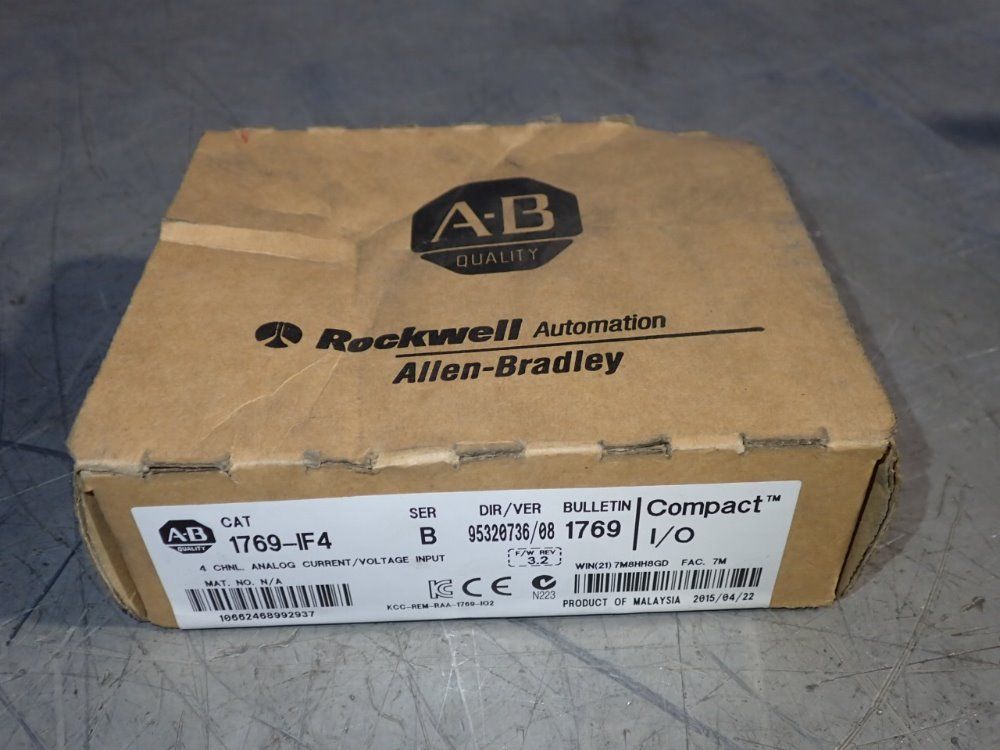 A-B
QUALITY
Rockwell Automation
Allen-Bradley
A-B
QUALITY
CAT
1769-IF4
SER
B
DIR/VER
95320736/08
BULLETIN
1769
Compact™
I/O
4 CHNL. ANALOG CURRENT/VOLTAGE INPUT
F/W REV
3.2
WIN(21) 7M8HH8GD FAC. 7M
MAT. NO. N/A
10662468992937
KCC-REM-RAA-1769-IO2
CE
N223
PRODUCT OF MALAYSIA 2015/04/22